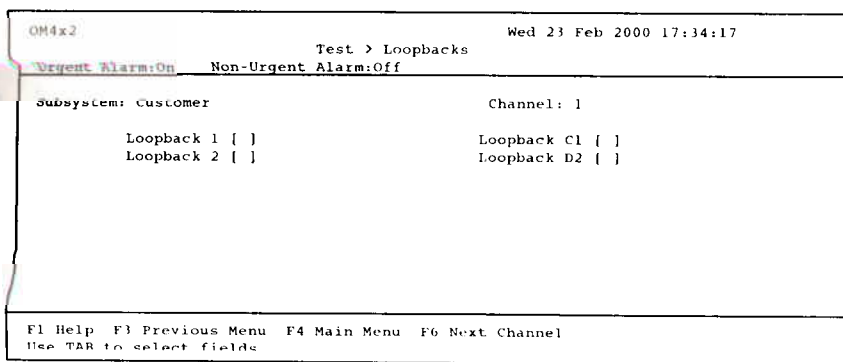 OM4x2 Wed 23 Feb 2000 17:34:17
Test > Loopbacks
Urgent Alarm:On Non-Urgent Alarm:Off
Subsystem: Customer Channel: 1
Loopback 1 [ ] Loopback C1 [ ]
Loopback 2 [ ] Loopback D2 [ ]
F1 Help F3 Previous Menu F4 Main Menu F6 Next Channel
Use TAB to select fields